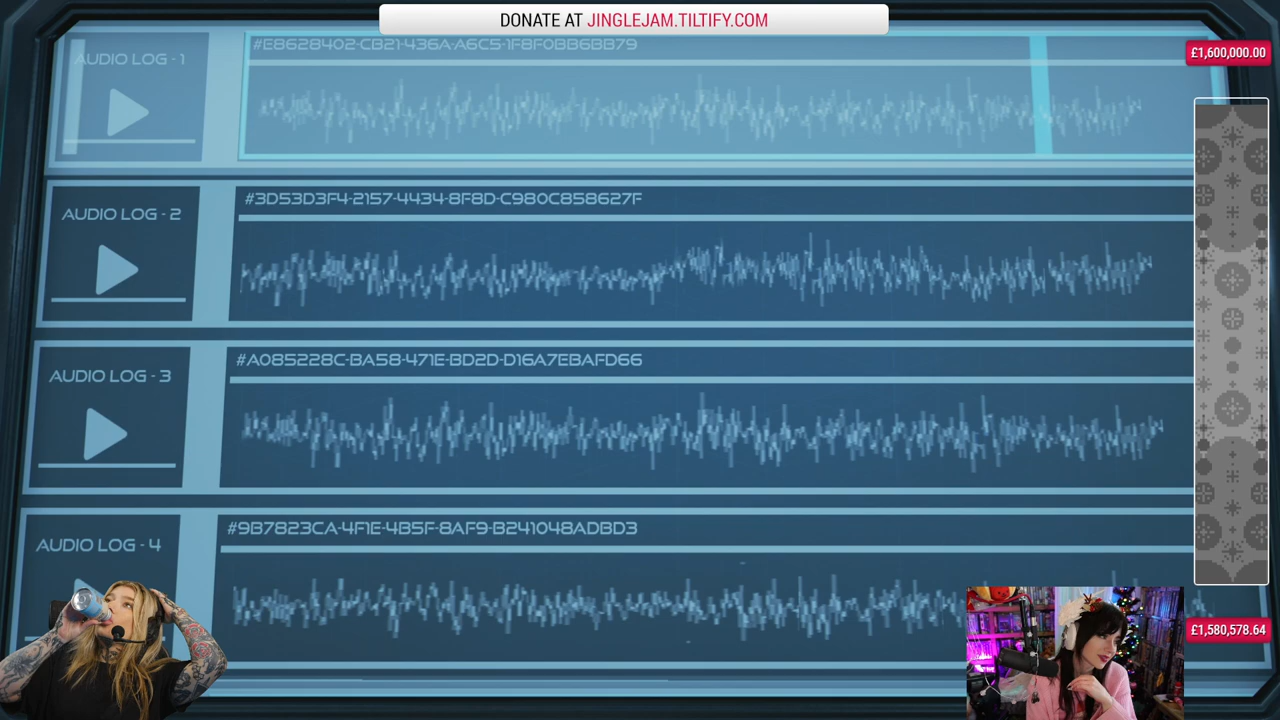 DONATE AT JINGLEJAM.TILTIFY.COM
£1,600,000.00
AUDIO LOG - 1
#E8628402-CB21-436A-A6C5-1F8F0BB6BB79
AUDIO LOG - 2
#3D53D3F4-2157-4434-8F8D-C980C858627F
AUDIO LOG - 3
#A085228C-BA58-471E-BD2D-D16A7EBAFD66
AUDIO LOG - 4
#9B7823CA-4F1E-4B5F-8AF9-B241048ADBD3
£1,580,578.64